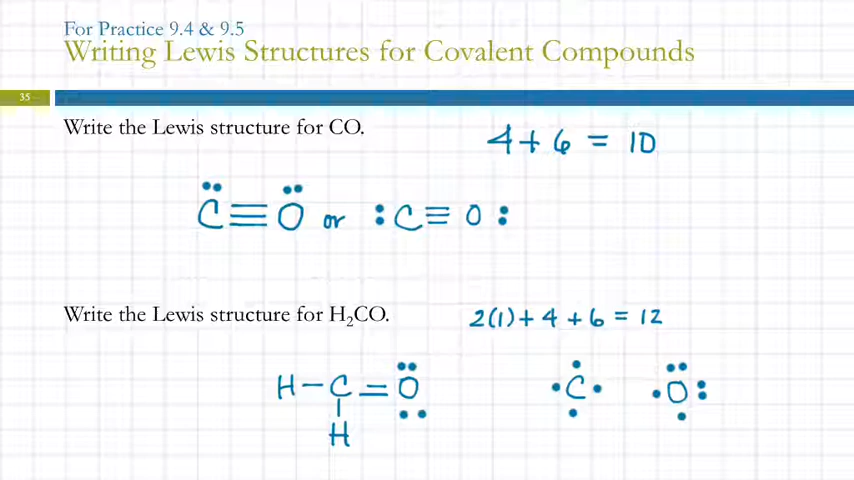 For Practice 9.4 & 9.5
Writing Lewis Structures for Covalent Compounds
35
Write the Lewis structure for CO.
4 + 6 = 10
C≡O or :C≡O:
Write the Lewis structure for H₂CO.
2(1) + 4 + 6 = 12
H–C=O
H
C O